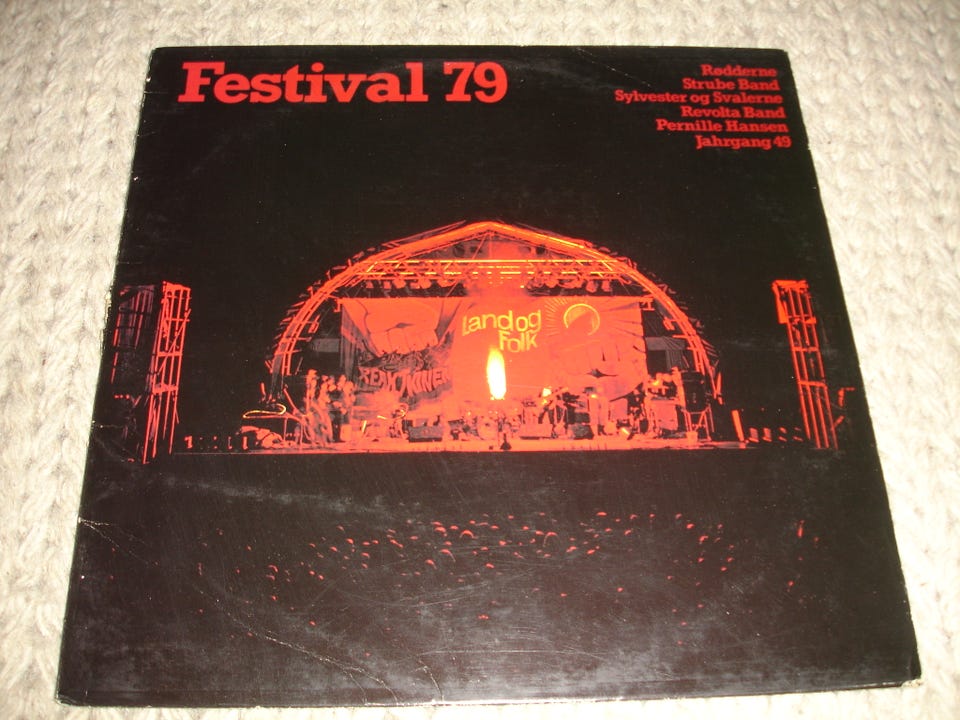 Festival 79
Rødderne
Strube Band
Sylvester og Svalerne
Revolta Band
Pernille Hansen
Jahrgang 49
Land og
Folk